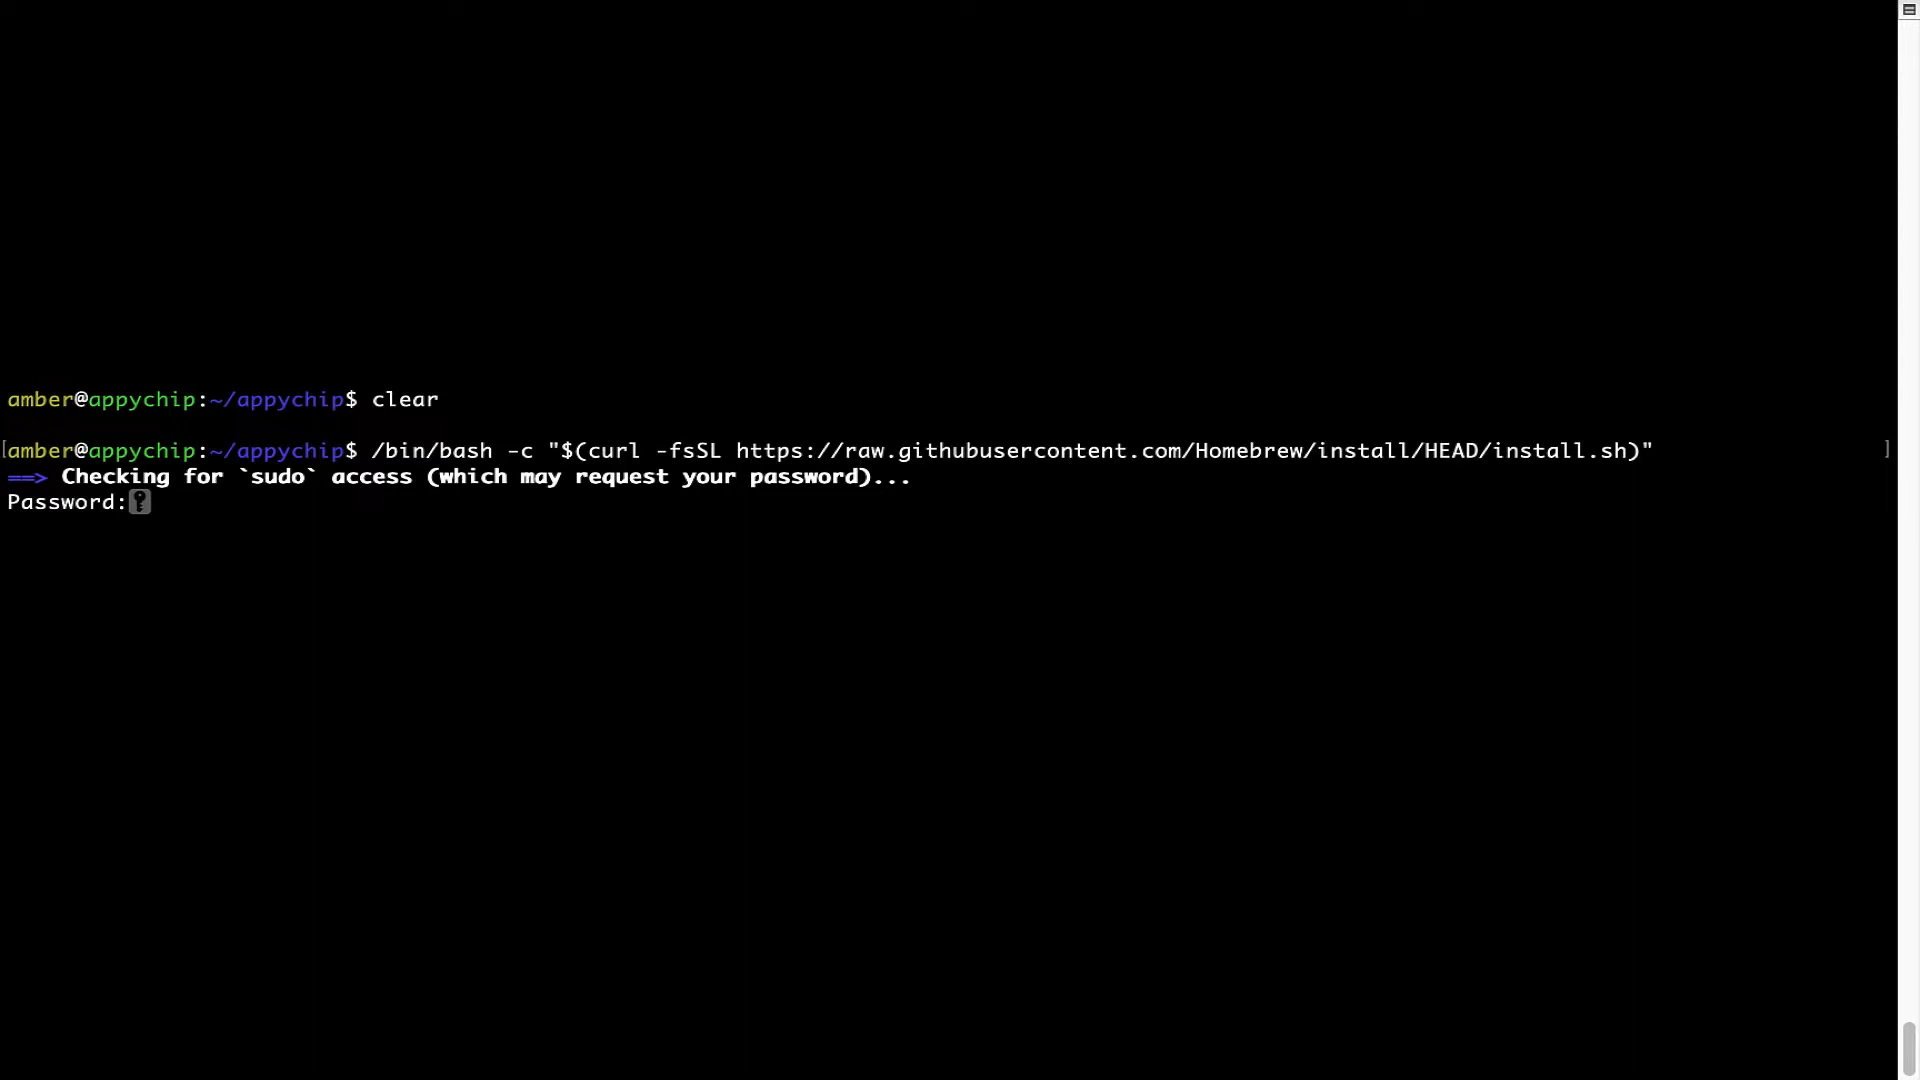 amber@appychip:~/appychip$ clear
[amber@appychip:~/appychip$ /bin/bash -c "$(curl -fsSL https://raw.githubusercontent.com/Homebrew/install/HEAD/install.sh)" ]
==> Checking for `sudo` access (which may request your password)...
Password: